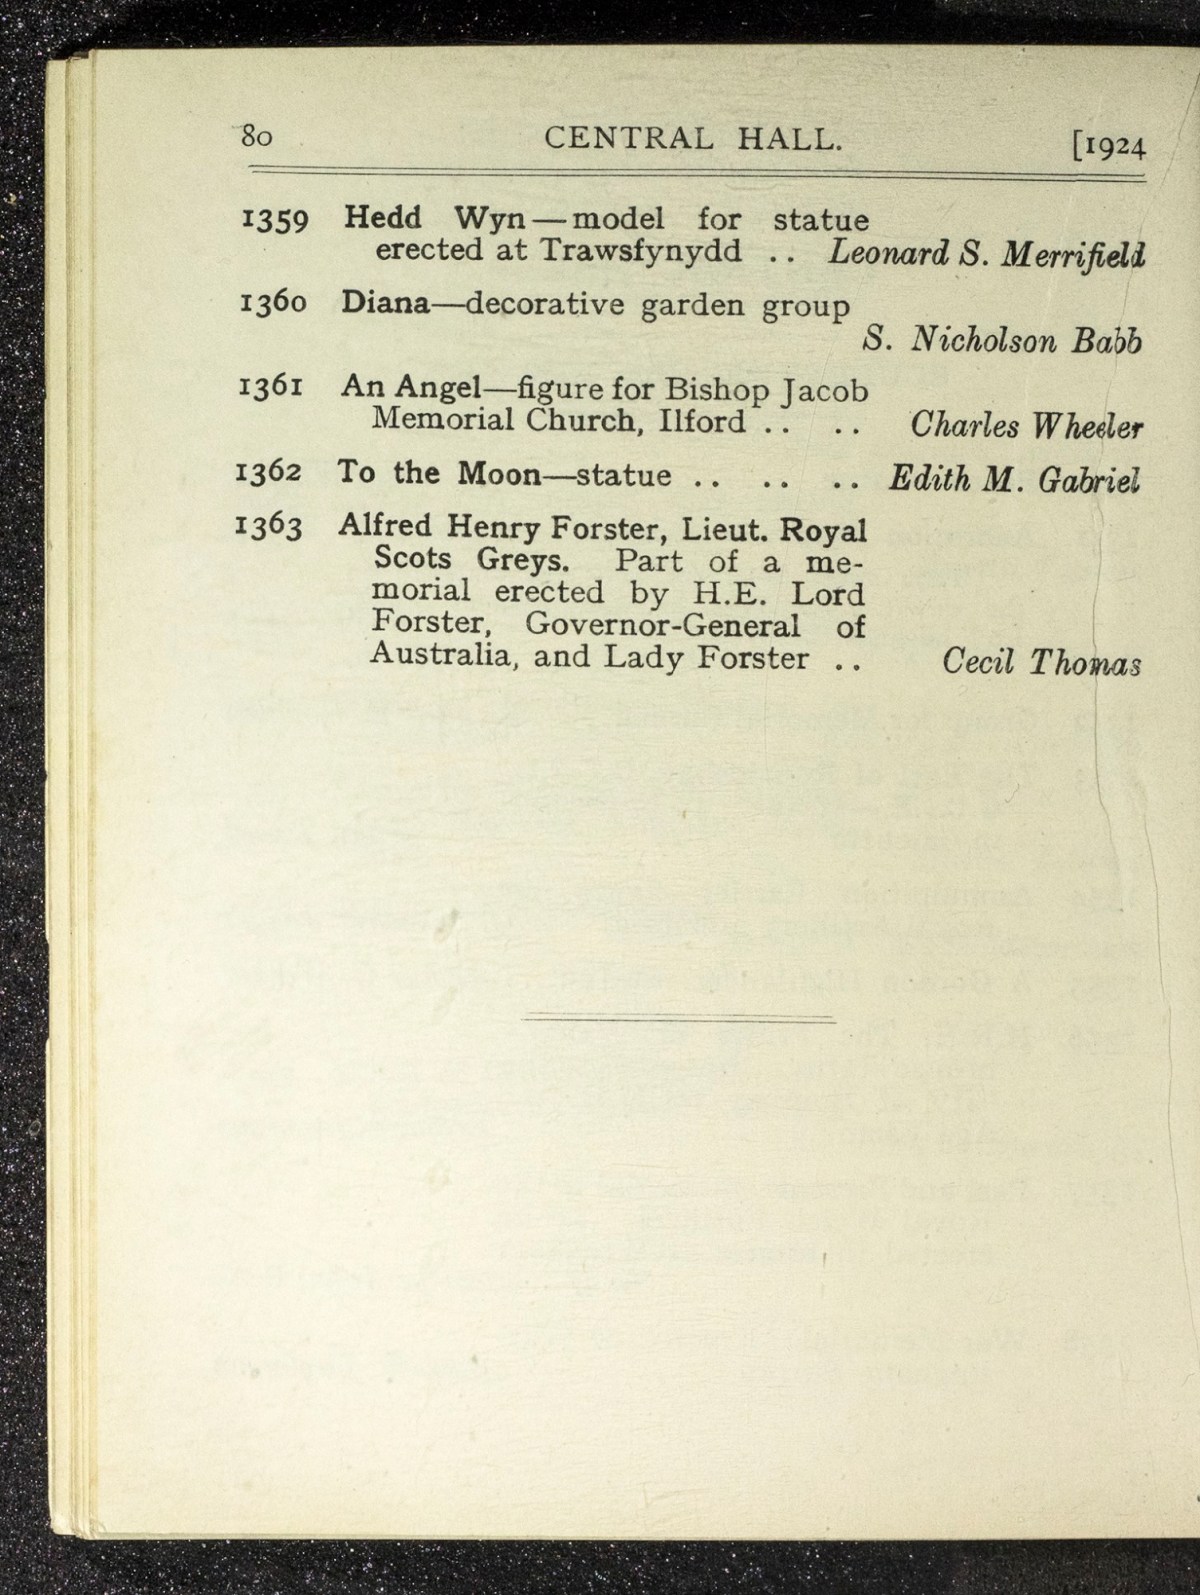 80 CENTRAL HALL. [1924
1359 Hedd Wyn—model for statue
erected at Trawsfynydd .. Leonard S. Merrifield
1360 Diana—decorative garden group
S. Nicholson Babb
1361 An Angel—figure for Bishop Jacob
Memorial Church, Ilford .. .. Charles Wheeler
1362 To the Moon—statue .. .. .. Edith M. Gabriel
1363 Alfred Henry Forster, Lieut. Royal
Scots Greys. Part of a me-
morial erected by H.E. Lord
Forster, Governor-General of
Australia, and Lady Forster .. Cecil Thomas